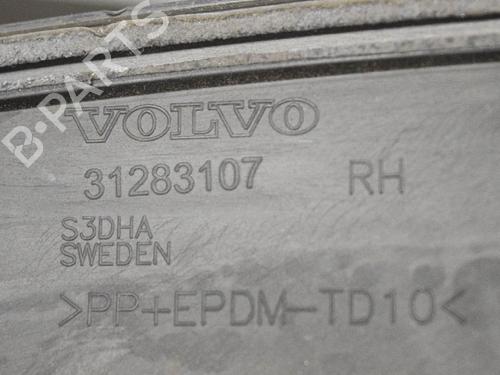 B-PARTS
VOLVO
31283107 RH
S3DHA
SWEDEN
>PP+EPDM-TD10<